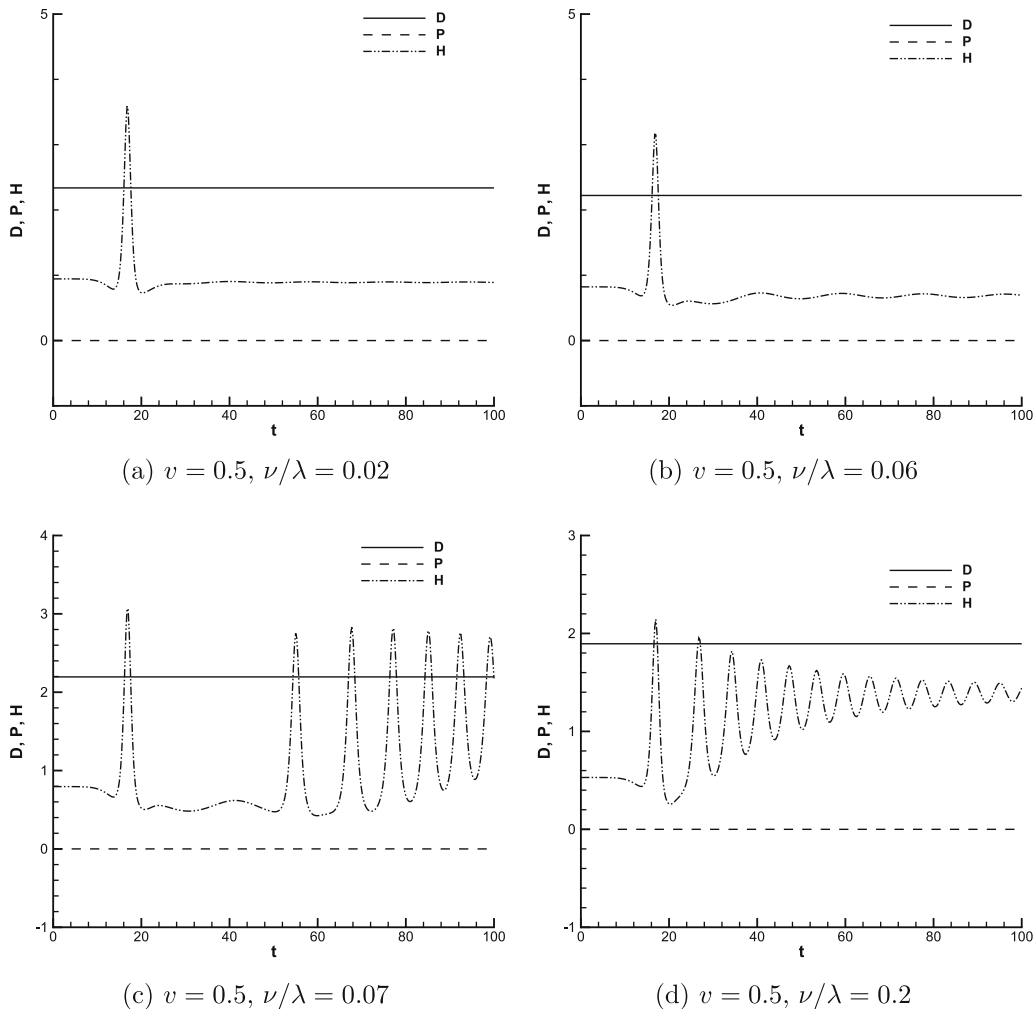 D
P
H
5
0
D, P, H
0 20 40 60 80 100
t
(a) v = 0.5, ν/λ = 0.02
D
P
H
5
0
D, P, H
0 20 40 60 80 100
t
(b) v = 0.5, ν/λ = 0.06
D
P
H
4
3
2
1
0
-1
D, P, H
0 20 40 60 80 100
t
(c) v = 0.5, ν/λ = 0.07
D
P
H
3
2
1
0
-1
D, P, H
0 20 40 60 80 100
t
(d) v = 0.5, ν/λ = 0.2